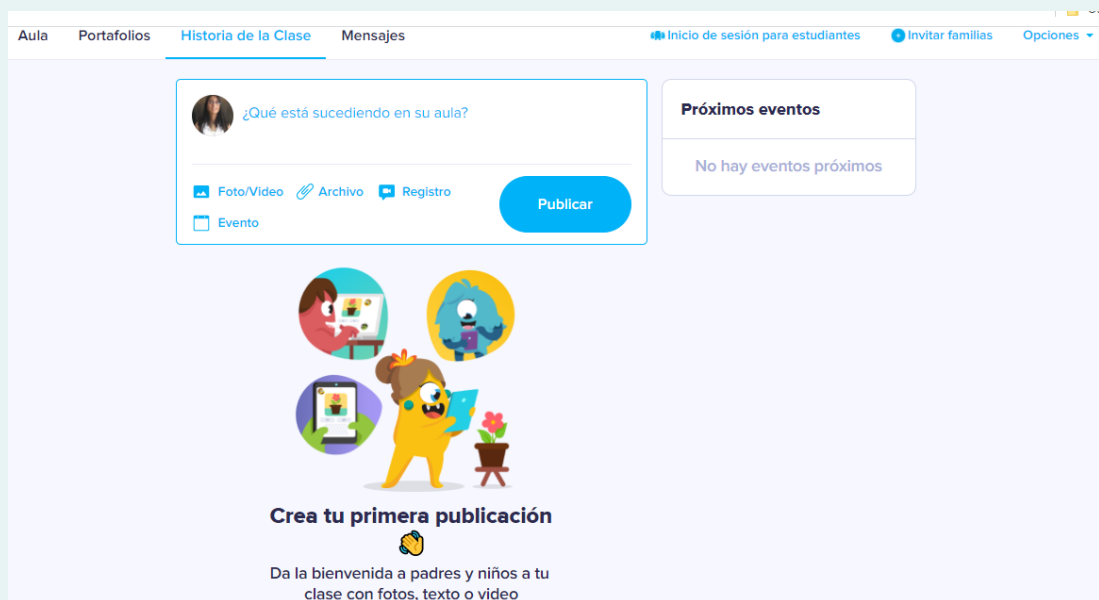 Aula Portafolios Historia de la Clase Mensajes Inicio de sesión para estudiantes Invitar familias Opciones
¿Qué está sucediendo en su aula?
Foto/Video Archivo Registro
Evento
Publicar
Próximos eventos
No hay eventos próximos
Crea tu primera publicación
Da la bienvenida a padres y niños a tu
clase con fotos, texto o video